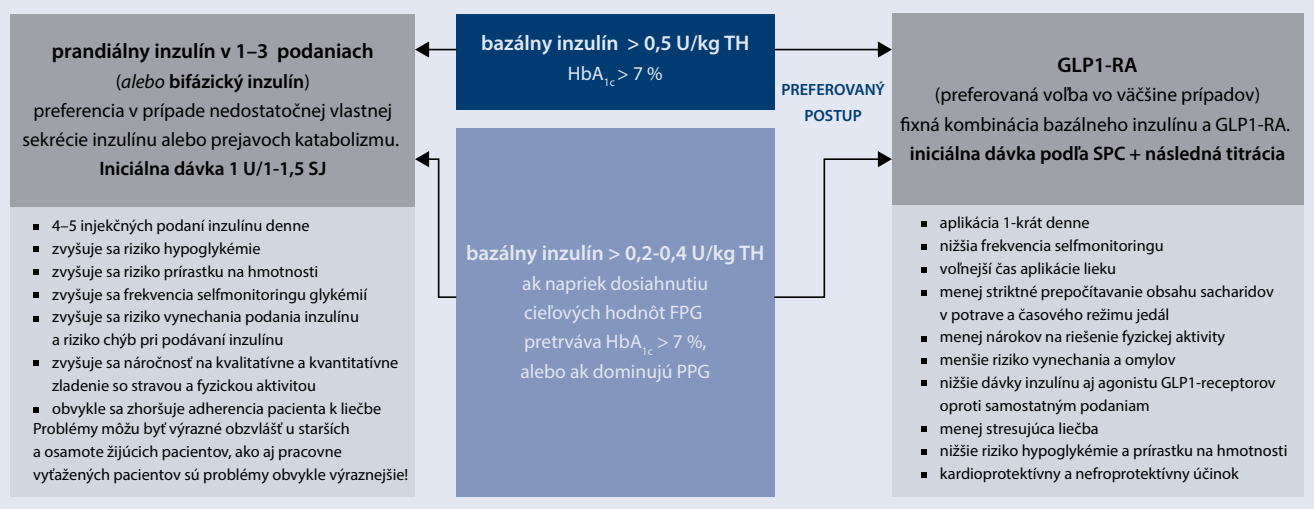 prandiálny inzulín v 1–3 podaniach
(alebo bifázický inzulín)
preferencia v prípade nedostatočnej vlastnej
sekrécie inzulínu alebo prejavoch katabolizmu.
Iniciálna dávka 1 U/1-1,5 SJ
▪ 4–5 injekčných podaní inzulínu denne
▪ zvyšuje sa riziko hypoglykémie
▪ zvyšuje sa riziko prírastku na hmotnosti
▪ zvyšuje sa frekvencia selfmonitoringu glykémií
▪ zvyšuje sa riziko vynechania podania inzulínu
a riziko chýb pri podávaní inzulínu
▪ zvyšuje sa náročnosť na kvalitatívne a kvantitatívne
zladenie so stravou a fyzickou aktivitou
▪ obvykle sa zhoršuje adherencia pacienta k liečbe
Problémy môžu byť výrazné obzvlášť u starších
a osamote žijúcich pacientov, ako aj pracovne
vyťažených pacientov sú problémy obvykle výraznejšie!
bazálny inzulín > 0,5 U/kg TH
HbA1c > 7 %
PREFEROVANÝ
POSTUP
bazálny inzulín > 0,2-0,4 U/kg TH
ak napriek dosiahnutiu
cieľových hodnôt FPG
pretrváva HbA1c > 7 %,
alebo ak dominujú PPG
GLP1-RA
(preferovaná voľba vo väčšine prípadov)
fixná kombinácia bazálneho inzulínu a GLP1-RA.
iniciálna dávka podľa SPC + následná titrácia
▪ aplikácia 1-krát denne
▪ nižšia frekvencia selfmonitoringu
▪ voľnejší čas aplikácie lieku
▪ menej striktné prepočítavanie obsahu sacharidov
v potrave a časového režimu jedál
▪ menej nárokov na riešenie fyzickej aktivity
▪ menšie riziko vynechania a omylov
▪ nižšie dávky inzulínu aj agonistu GLP1-receptorov
oproti samostatným podaniam
▪ menej stresujúca liečba
▪ nižšie riziko hypoglykémie a prírastku na hmotnosti
▪ kardioprotektívny a nefroprotektívny účinok